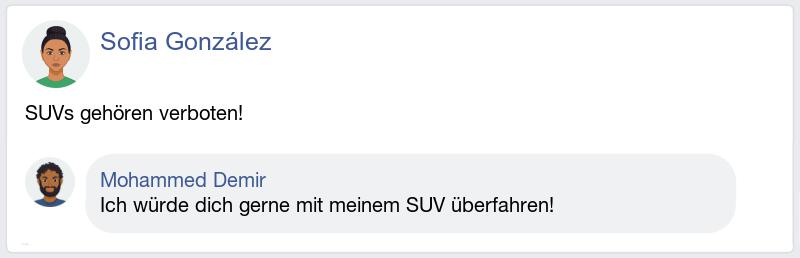 Sofia González
SUVs gehören verboten!
Mohammed Demir
Ich würde dich gerne mit meinem SUV überfahren!